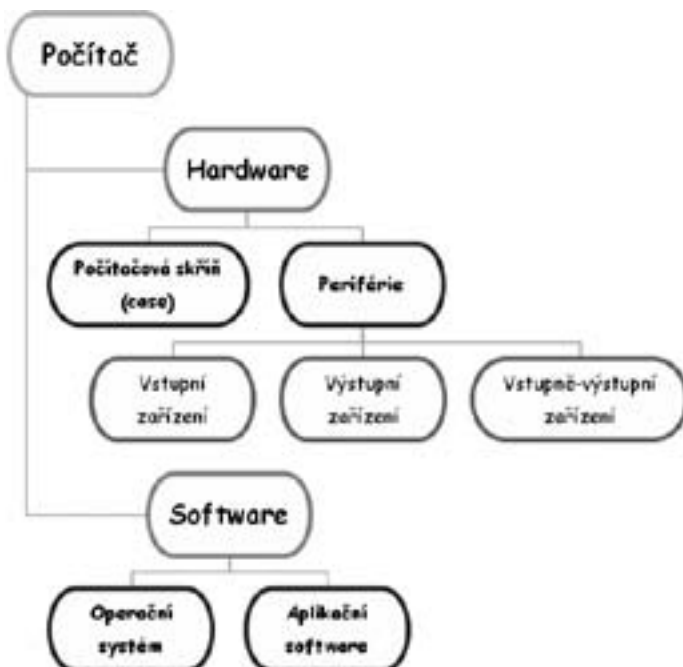 Počítač
Hardware
Počítačová skříň
(case)
Periférie
Vstupní
zařízení
Výstupní
zařízení
Vstupně-výstupní
zařízení
Software
Operační
systém
Aplikační
software